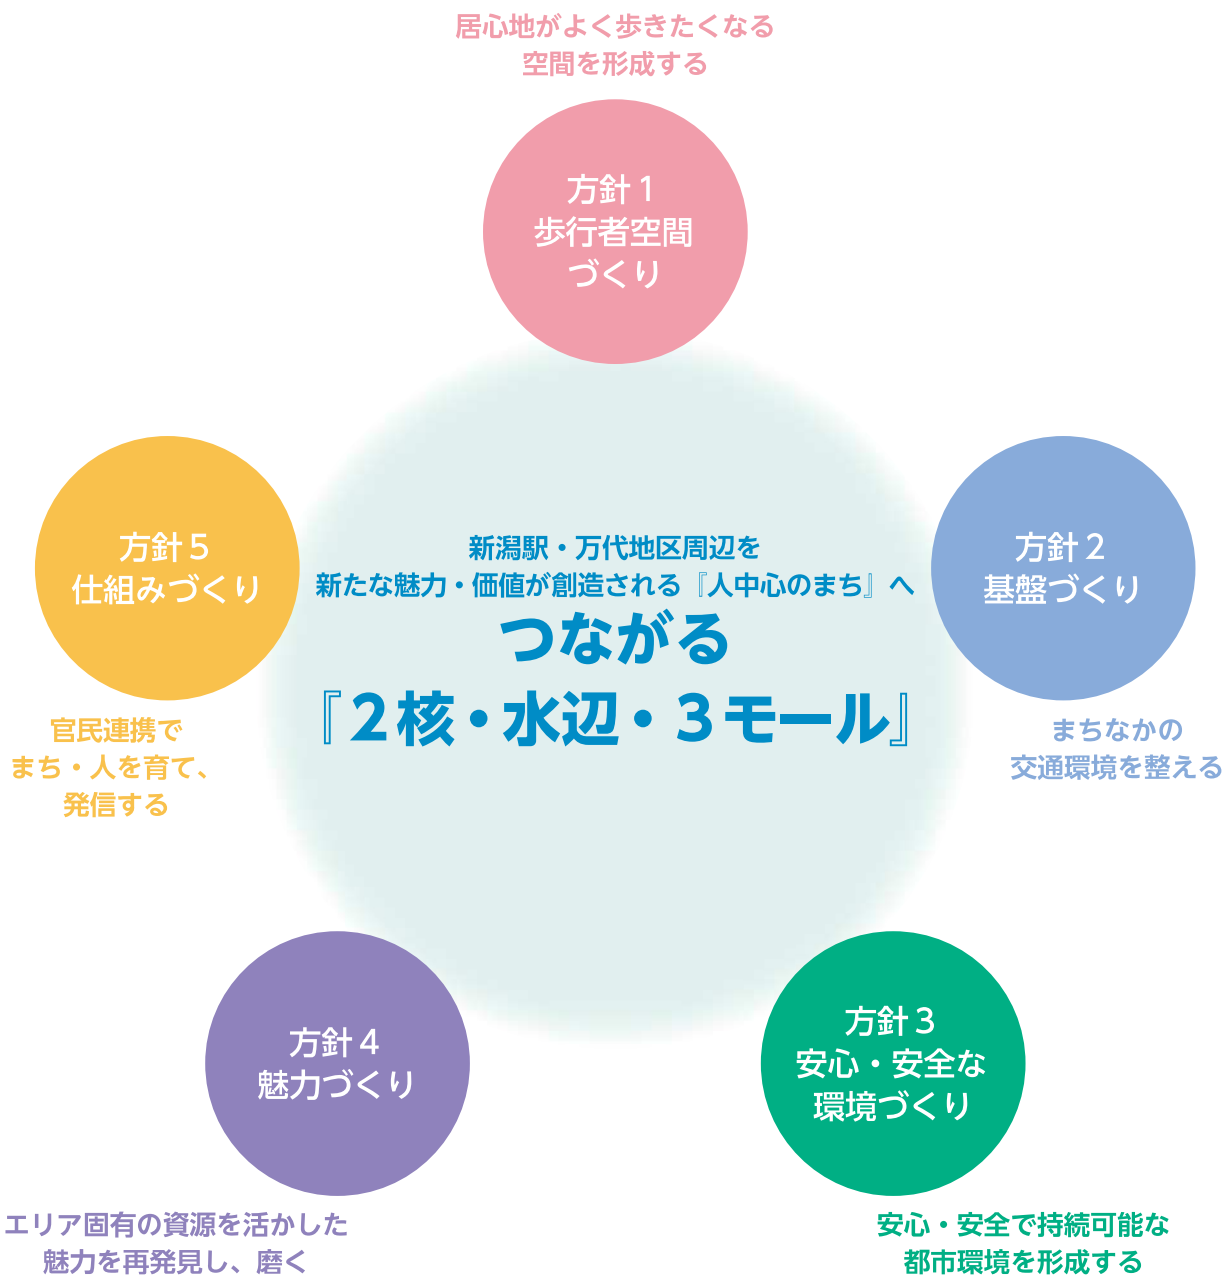 居心地がよく歩きたくなる
空間を形成する
方針1
歩行者空間
づくり
方針5
仕組みづくり
官民連携で
まち・人を育て、
発信する
新潟駅・万代地区周辺を
新たな魅力・価値が創造される『人中心のまち』へ
つながる
『2核・水辺・3モール』
方針2
基盤づくり
まちなかの
交通環境を整える
方針4
魅力づくり
エリア固有の資源を活かした
魅力を再発見し、磨く
方針3
安心・安全な
環境づくり
安心・安全で持続可能な
都市環境を形成する